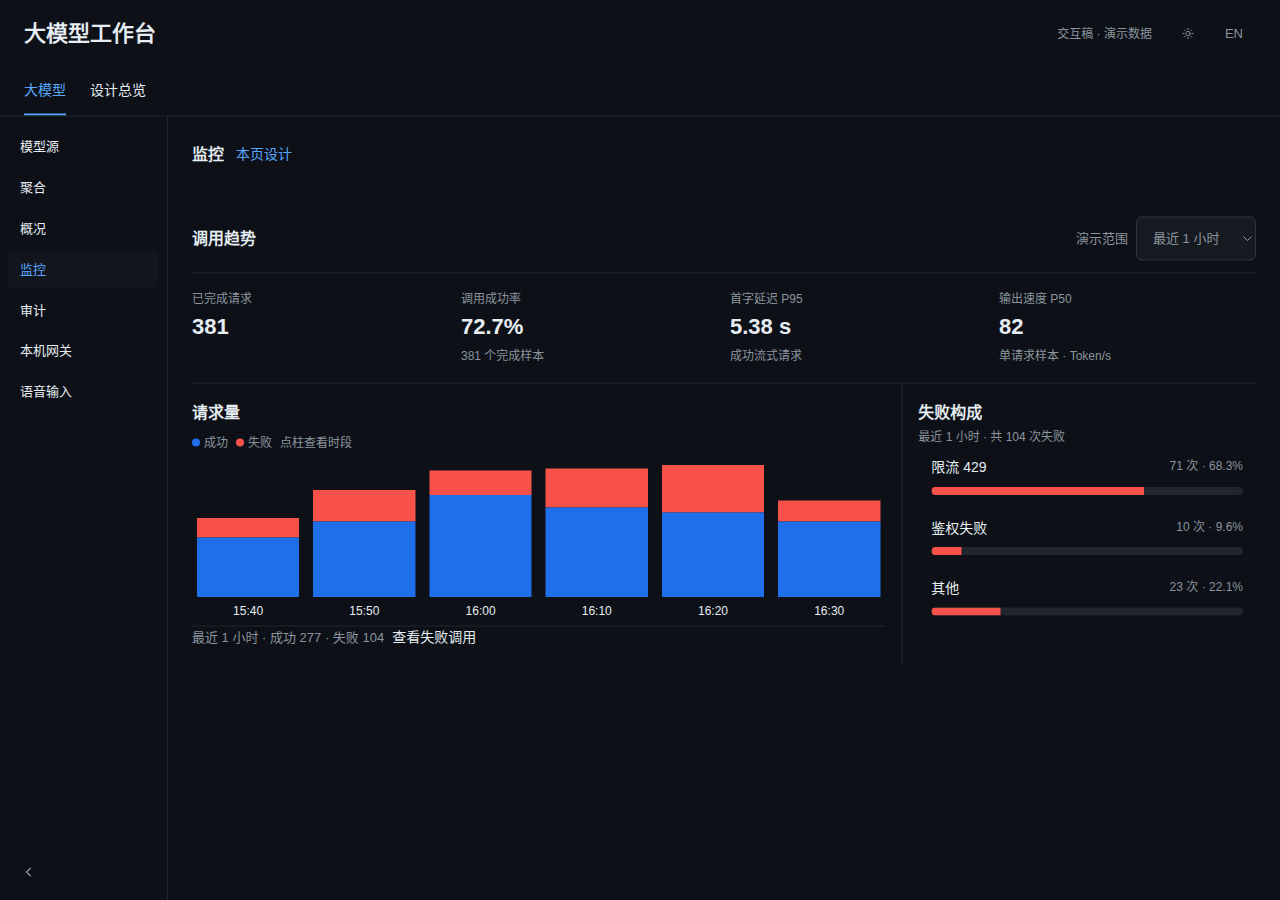 大模型工作台
交互稿 · 演示数据
EN
大模型 设计总览
模型源
聚合
概况
监控
审计
本机网关
语音输入
监控 本页设计
调用趋势
演示范围 最近 1 小时
已完成请求
381
调用成功率
72.7%
381 个完成样本
首字延迟 P95
5.38 s
成功流式请求
输出速度 P50
82
单请求样本 · Token/s
请求量
成功 失败 点柱查看时段
15:40 15:50 16:00 16:10 16:20 16:30
最近 1 小时 · 成功 277 · 失败 104 查看失败调用
失败构成
最近 1 小时 · 共 104 次失败
限流 429 71 次 · 68.3%
鉴权失败 10 次 · 9.6%
其他 23 次 · 22.1%